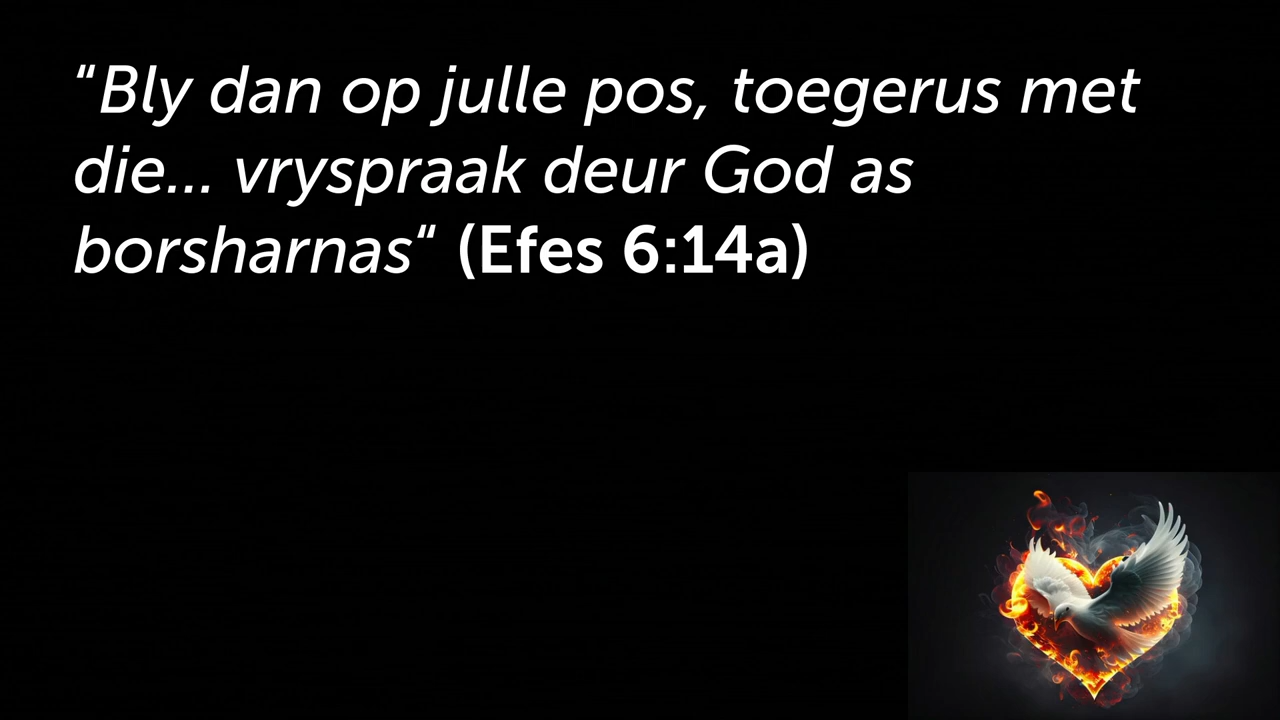 “Bly dan op julle pos, toegerus met
die... vryspraak deur God as
borsharnas“ (Efes 6:14a)